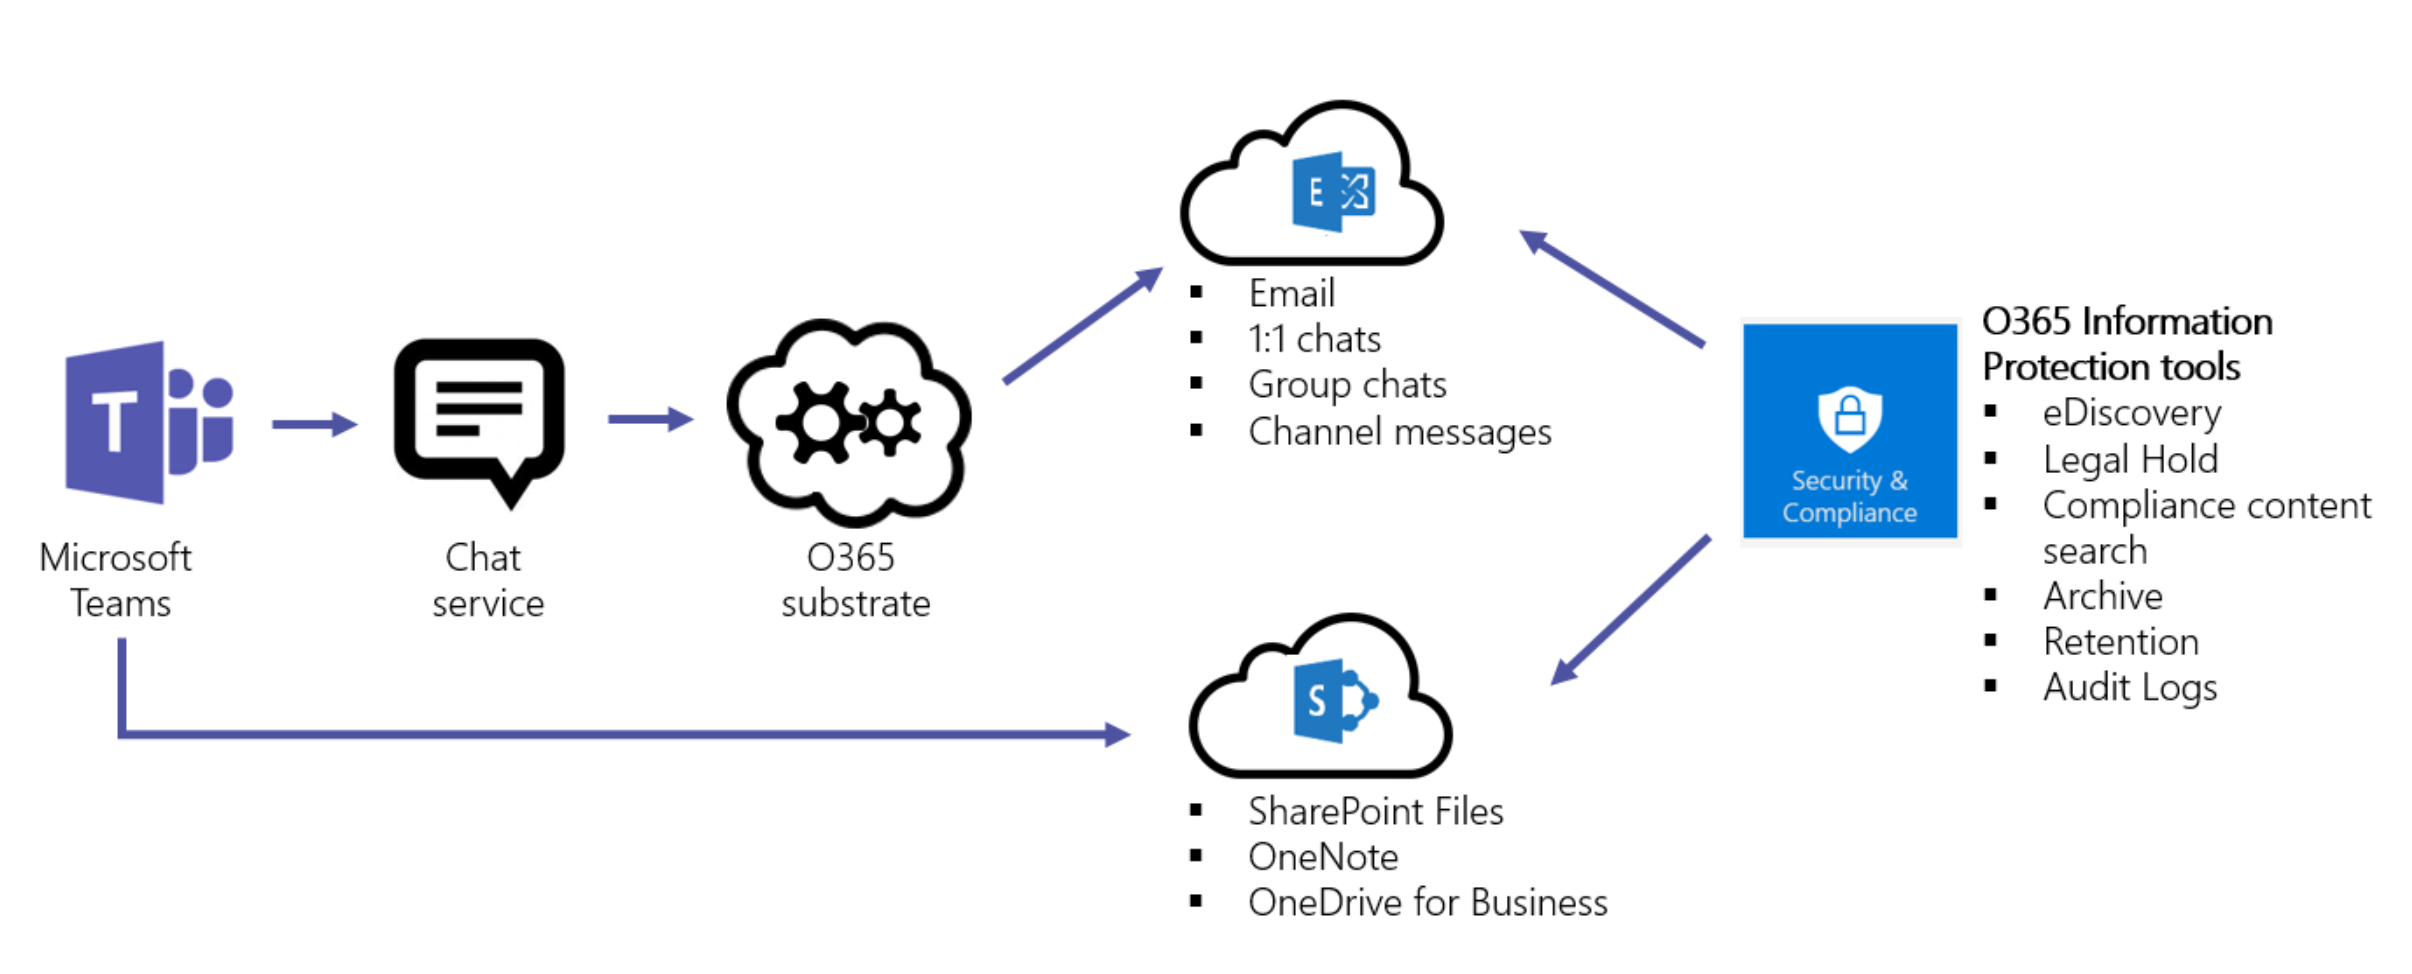 T
Microsoft
Teams
Chat
service
O365
substrate
E
Email
1:1 chats
Group chats
Channel messages
S
SharePoint Files
OneNote
OneDrive for Business
Security &
Compliance
O365 Information
Protection tools
eDiscovery
Legal Hold
Compliance content
search
Archive
Retention
Audit Logs